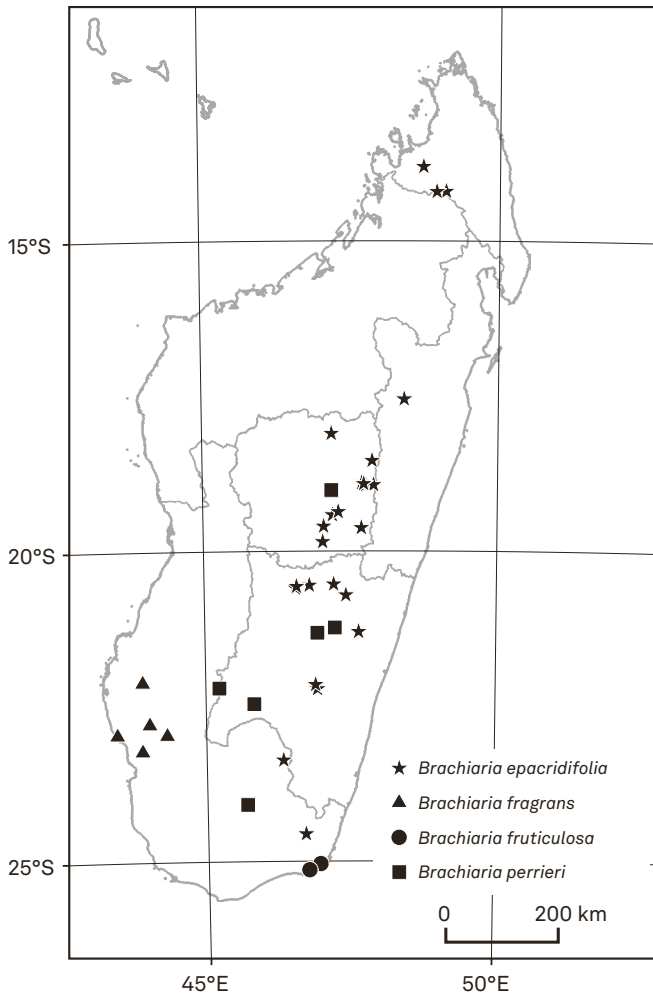 15°S
20°S
25°S
Brachiaria epacridifolia
Brachiaria fragrans
Brachiaria fruticulosa
Brachiaria perrieri
0 200 km
45°E 50°E